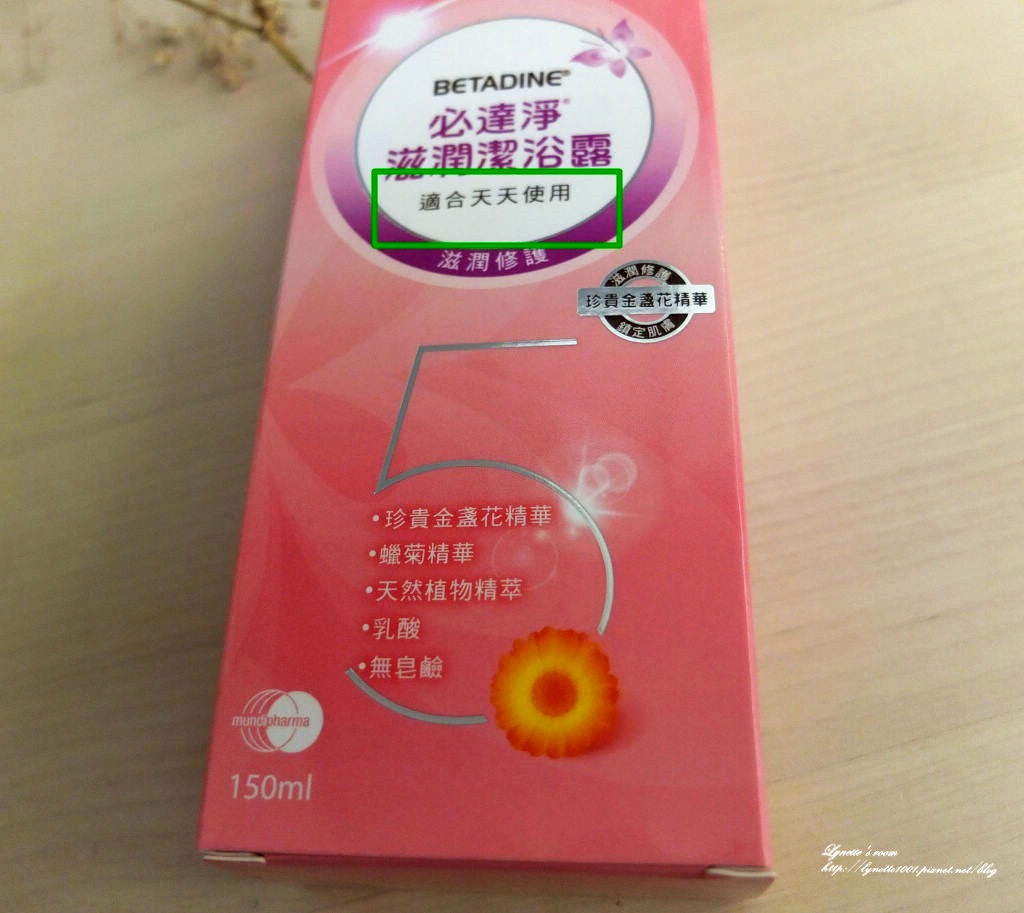 BETADINE®
必達淨®
滋潤潔浴露
適合天天使用
滋潤修護
滋潤修護
珍貴金盞花精華
鎮定肌膚
5
•珍貴金盞花精華
•蠟菊精華
•天然植物精萃
•乳酸
•無皂鹼
mundipharma
150ml
Lynette's room
http://lynette1001.pixnet.net/blog